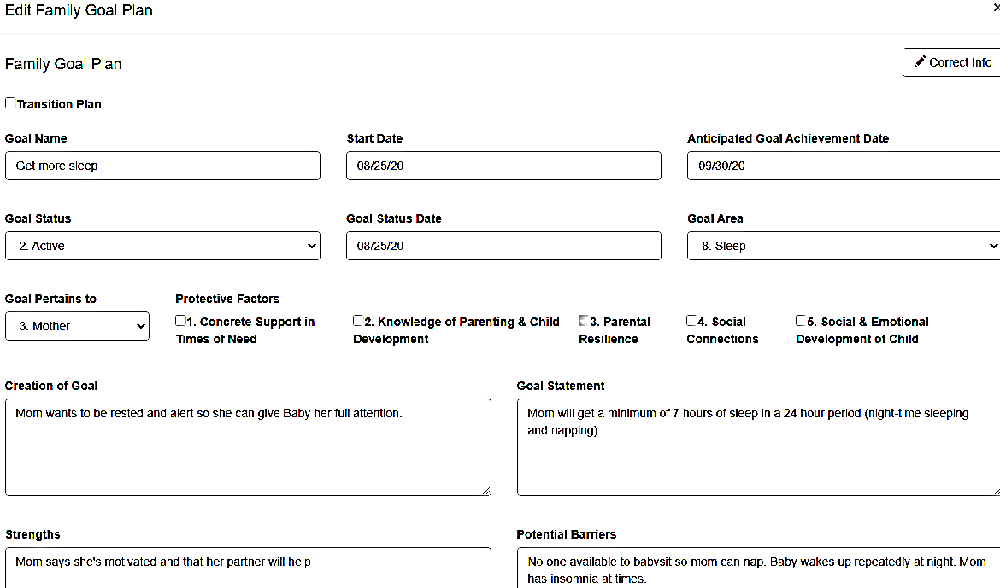 Edit Family Goal Plan
Family Goal Plan
Correct Info
Transition Plan
Goal Name
Start Date
Anticipated Goal Achievement Date
Get more sleep
08/25/20
09/30/20
Goal Status
Goal Status Date
Goal Area
2. Active
08/25/20
8. Sleep
Goal Pertains to
Protective Factors
3. Mother
1. Concrete Support in
Times of Need
2. Knowledge of Parenting & Child
Development
3. Parental
Resilience
4. Social
Connections
5. Social & Emotional
Development of Child
Creation of Goal
Mom wants to be rested and alert so she can give Baby her full attention.
Goal Statement
Mom will get a minimum of 7 hours of sleep in a 24 hour period (night-time sleeping
and napping)
Strengths
Mom says she's motivated and that her partner will help
Potential Barriers
No one available to babysit so mom can nap. Baby wakes up repeatedly at night. Mom
has insomnia at times.